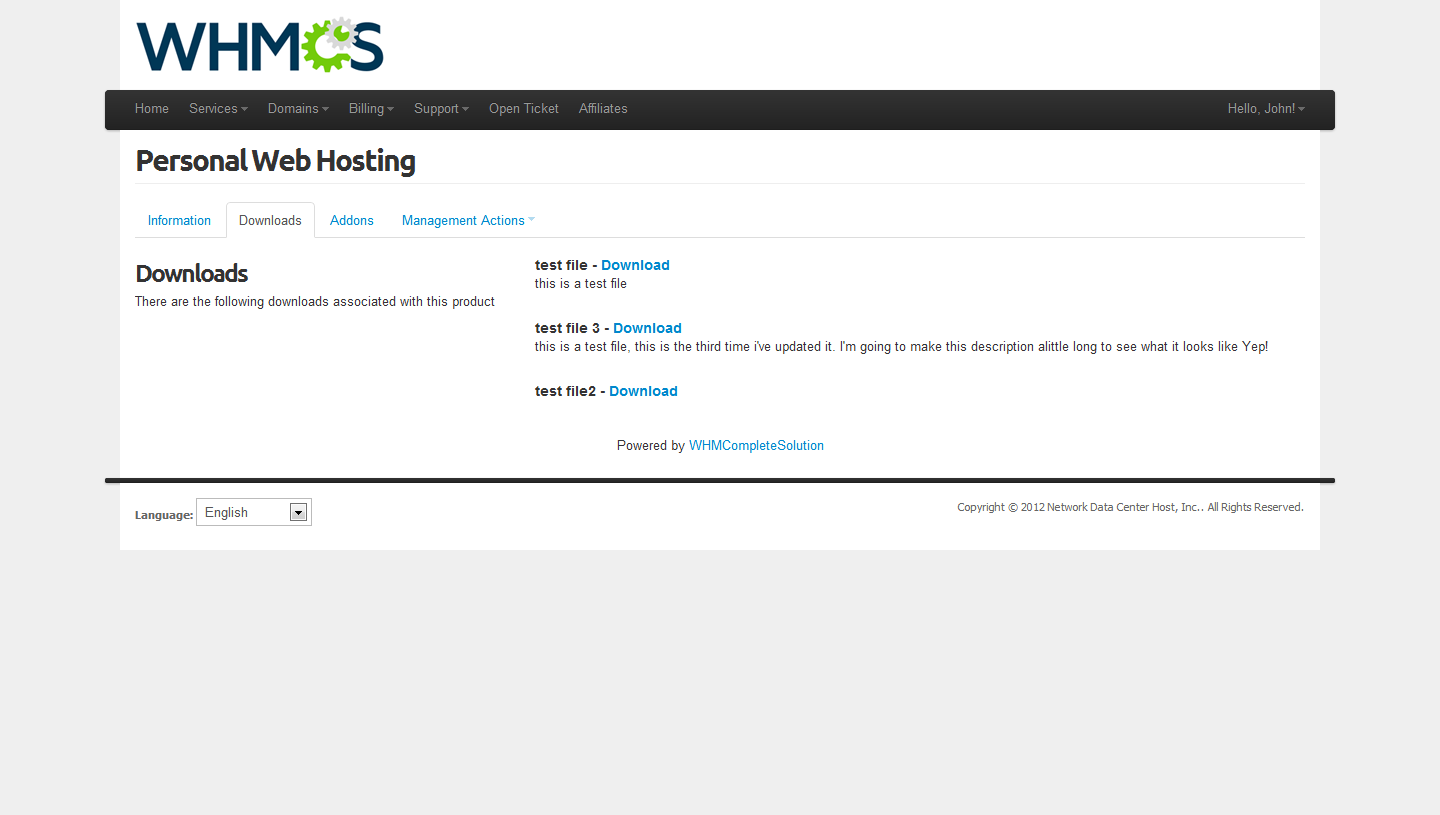 WHMCS
Home Services Domains Billing Support Open Ticket Affiliates Hello, John!
Personal Web Hosting
Information Downloads Addons Management Actions
Downloads
There are the following downloads associated with this product
test file - Download
this is a test file
test file 3 - Download
this is a test file, this is the third time i've updated it. I'm going to make this description alittle long to see what it looks like Yep!
test file2 - Download
Powered by WHMCompleteSolution
Language: English
Copyright © 2012 Network Data Center Host, Inc.. All Rights Reserved.